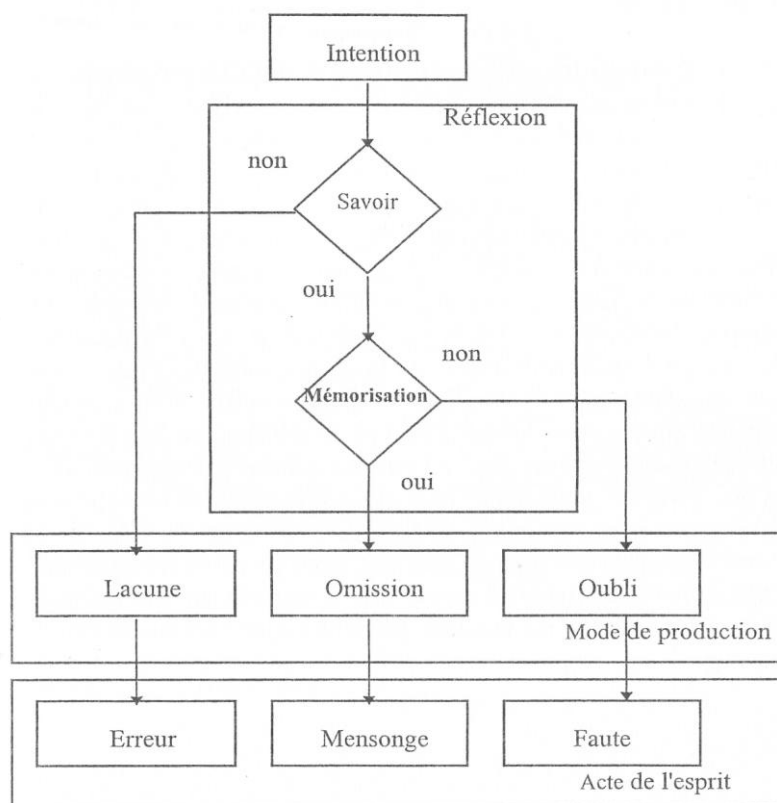 Intention
Réflexion
non
Savoir
oui
non
Mémorisation
oui
Lacune
Omission
Oubli
Mode de production
Erreur
Mensonge
Faute
Acte de l'esprit